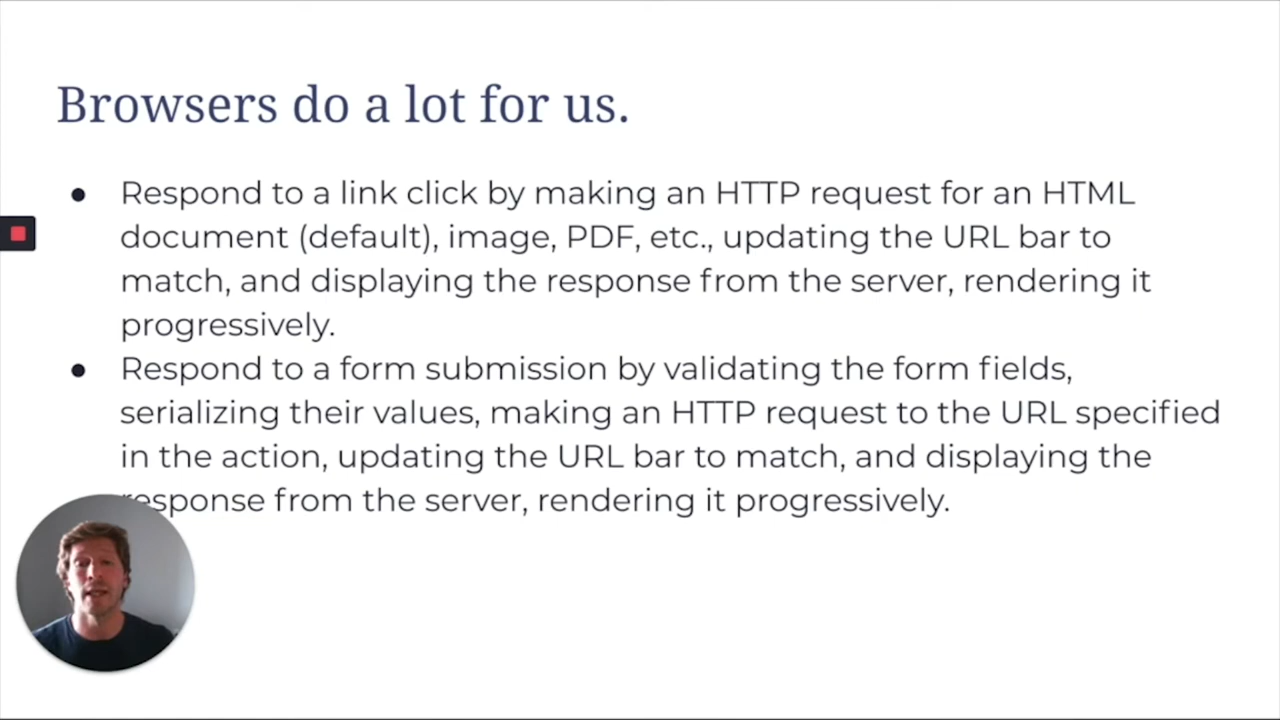 Browsers do a lot for us.
● Respond to a link click by making an HTTP request for an HTML
document (default), image, PDF, etc., updating the URL bar to
match, and displaying the response from the server, rendering it
progressively.
● Respond to a form submission by validating the form fields,
serializing their values, making an HTTP request to the URL specified
in the action, updating the URL bar to match, and displaying the
response from the server, rendering it progressively.